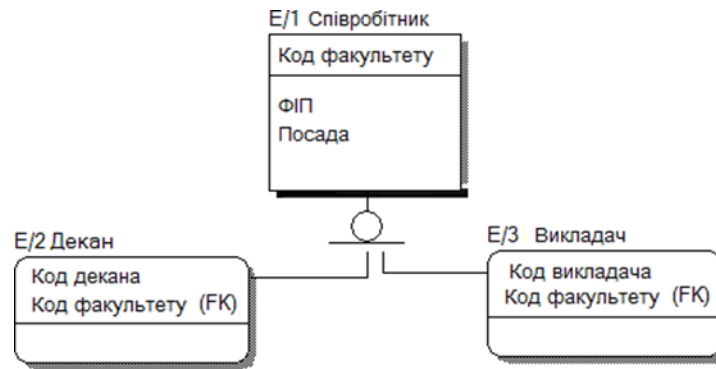 E/1 Співробітник
Код факультету
ФІП
Посада
E/2 Декан
Код декана
Код факультету (FK)
E/3 Викладач
Код викладача
Код факультету (FK)